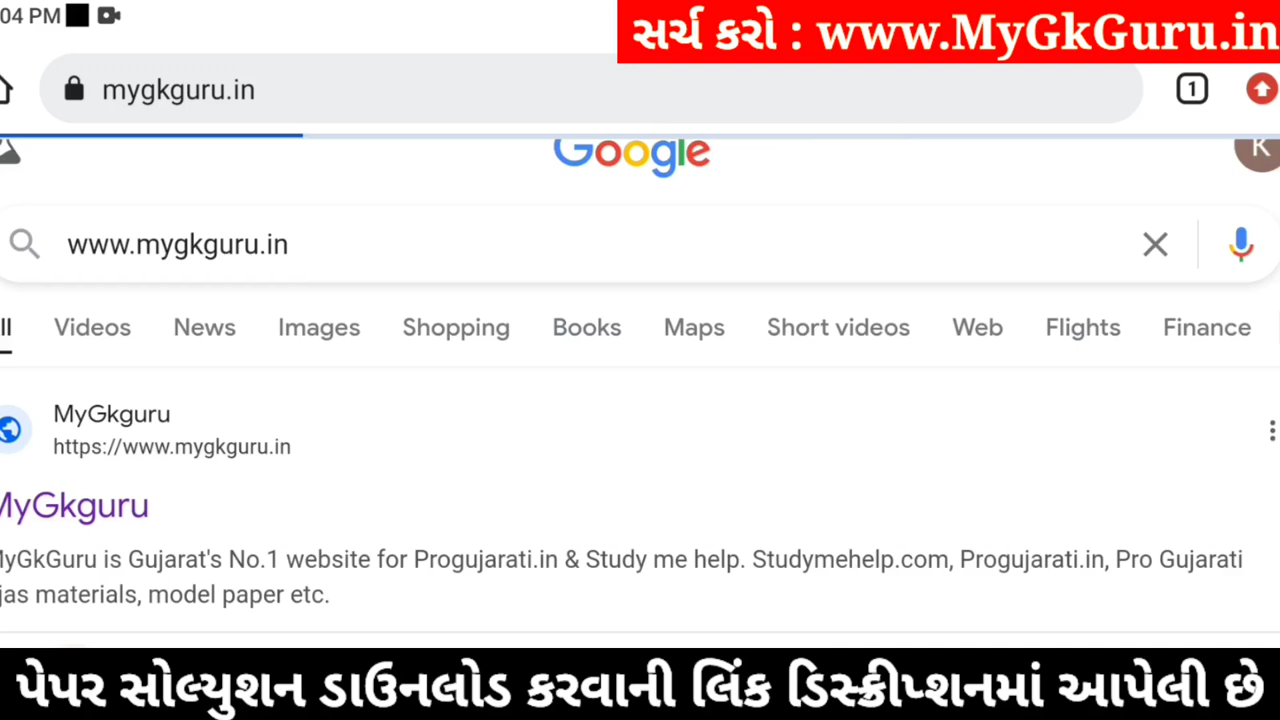 04 PM
સર્ચ કરો : www.MyGkGuru.in
mygkguru.in
1
Google
K
www.mygkguru.in
ll Videos News Images Shopping Books Maps Short videos Web Flights Finance
MyGkguru
https://www.mygkguru.in
MyGkguru
MyGkGuru is Gujarat's No.1 website for Progujarati.in & Study me help. Studymehelp.com, Progujarati.in, Pro Gujarati
jas materials, model paper etc.
પેપર સોલ્યુશન ડાઉનલોડ કરવાની લિંક ડિસ્ક્રીપ્શનમાં આપેલી છે